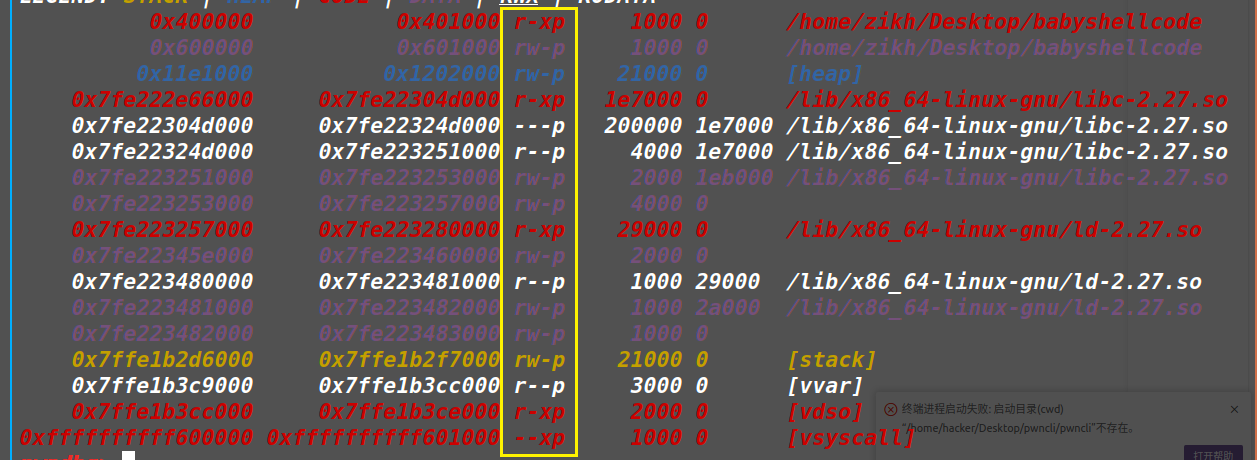 LEGEND: STACK | HEAP | CODE | DATA | RWX | RODATA
0x400000 0x401000 r-xp 1000 0 /home/zikh/Desktop/babyshellcode
0x600000 0x601000 rw-p 1000 0 /home/zikh/Desktop/babyshellcode
0x11e1000 0x1202000 rw-p 21000 0 [heap]
0x7fe222e66000 0x7fe22304d000 r-xp 1e7000 0 /lib/x86_64-linux-gnu/libc-2.27.so
0x7fe22304d000 0x7fe22324d000 ---p 200000 1e7000 /lib/x86_64-linux-gnu/libc-2.27.so
0x7fe22324d000 0x7fe223251000 r--p 4000 1e7000 /lib/x86_64-linux-gnu/libc-2.27.so
0x7fe223251000 0x7fe223253000 rw-p 2000 1eb000 /lib/x86_64-linux-gnu/libc-2.27.so
0x7fe223253000 0x7fe223257000 rw-p 4000 0
0x7fe223257000 0x7fe223280000 r-xp 29000 0 /lib/x86_64-linux-gnu/ld-2.27.so
0x7fe22345e000 0x7fe223460000 rw-p 2000 0
0x7fe223480000 0x7fe223481000 r--p 1000 29000 /lib/x86_64-linux-gnu/ld-2.27.so
0x7fe223481000 0x7fe223482000 rw-p 1000 2a000 /lib/x86_64-linux-gnu/ld-2.27.so
0x7fe223482000 0x7fe223483000 rw-p 1000 0
0x7ffe1b2d6000 0x7ffe1b2f7000 rw-p 21000 0 [stack]
0x7ffe1b3c9000 0x7ffe1b3cc000 r--p 3000 0 [vvar]
0x7ffe1b3cc000 0x7ffe1b3ce000 r-xp 2000 0 [vdso]
0xffffffffff600000 0xffffffffff601000 --xp 1000 0 [vsyscall]
终端进程启动失败: 启动目录(cwd)
"/home/hacker/Desktop/pwncli/pwncli"不存在。
打开帮助